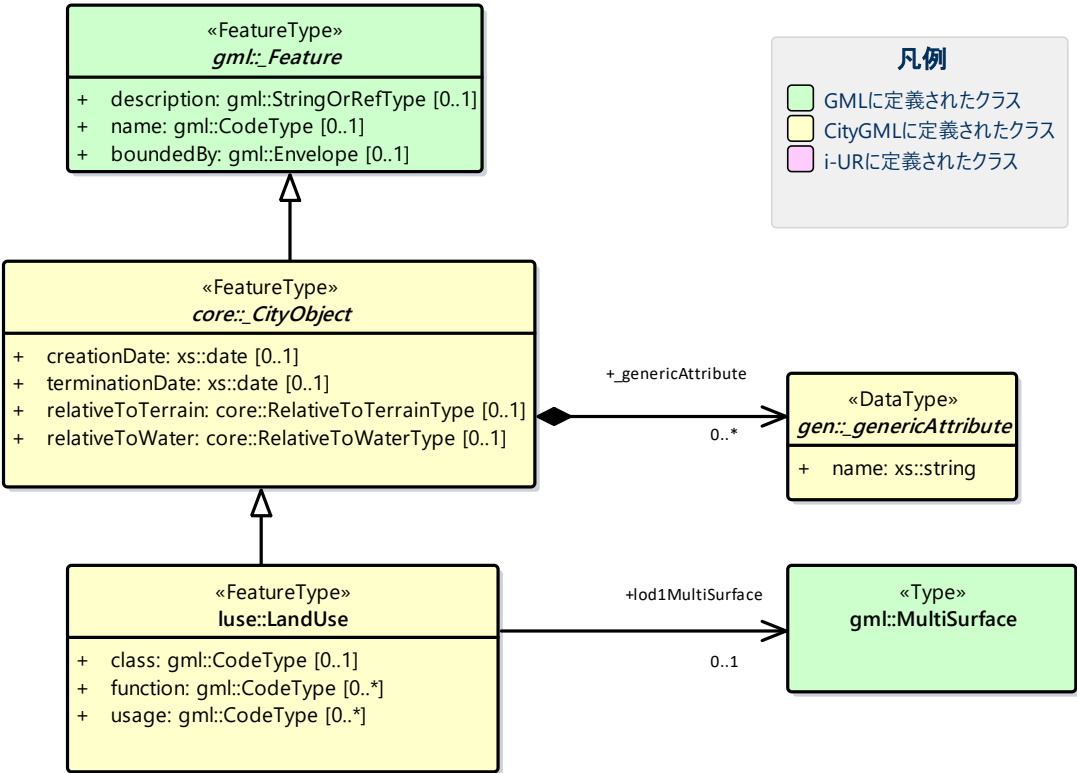 «FeatureType»
gml::_Feature
+ description: gml::StringOrRefType [0..1]
+ name: gml::CodeType [0..1]
+ boundedBy: gml::Envelope [0..1]
凡例
GMLに定義されたクラス
CityGMLに定義されたクラス
i-URに定義されたクラス
«FeatureType»
core::_CityObject
+ creationDate: xs::date [0..1]
+ terminationDate: xs::date [0..1]
+ relativeToTerrain: core::RelativeToTerrainType [0..1]
+ relativeToWater: core::RelativeToWaterType [0..1]
+_genericAttribute
0..*
«DataType»
gen::_genericAttribute
+ name: xs::string
«FeatureType»
luse::LandUse
+ class: gml::CodeType [0..1]
+ function: gml::CodeType [0..*]
+ usage: gml::CodeType [0..*]
+lod1MultiSurface
0..1
«Type»
gml::MultiSurface